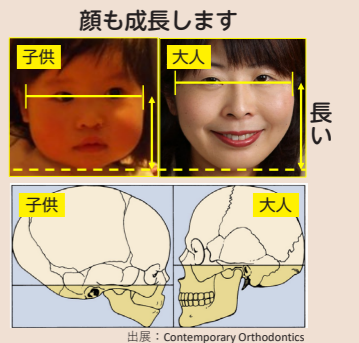 顔も成長します
子供
大人
長い
子供
大人
出展：Contemporary Orthodontics